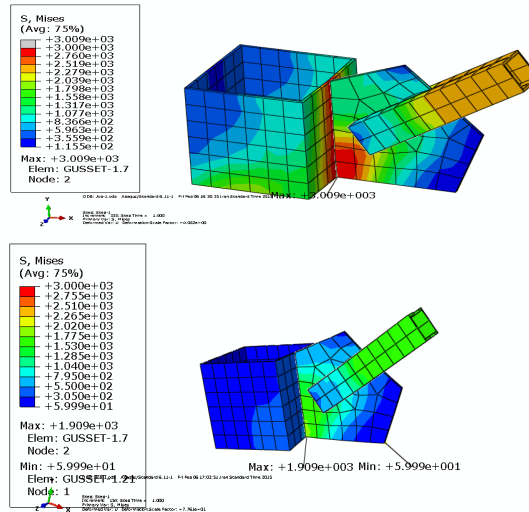 S, Mises
(Avg: 75%)
+3.009e+03
+3.000e+03
+2.760e+03
+2.519e+03
+2.279e+03
+2.039e+03
+1.798e+03
+1.558e+03
+1.317e+03
+1.077e+03
+8.366e+02
+5.963e+02
+3.559e+02
+1.155e+02
Max: +3.009e+03
Elem: GUSSET-1.7
Node: 2
Max: +3.009e+003
Y
Z
X
Step: Step-1
S, Mises
(Avg: 75%)
+3.000e+03
+2.755e+03
+2.510e+03
+2.265e+03
+2.020e+03
+1.775e+03
+1.530e+03
+1.285e+03
+1.040e+03
+7.950e+02
+5.500e+02
+3.050e+02
+5.999e+01
Max: +1.909e+03
Elem: GUSSET-1.7
Node: 2
Min: +5.999e+01
Elem: GUSSET-1.21
Node: 1
Max: +1.909e+003 Min: +5.999e+001
Z
X
Step: Step-1